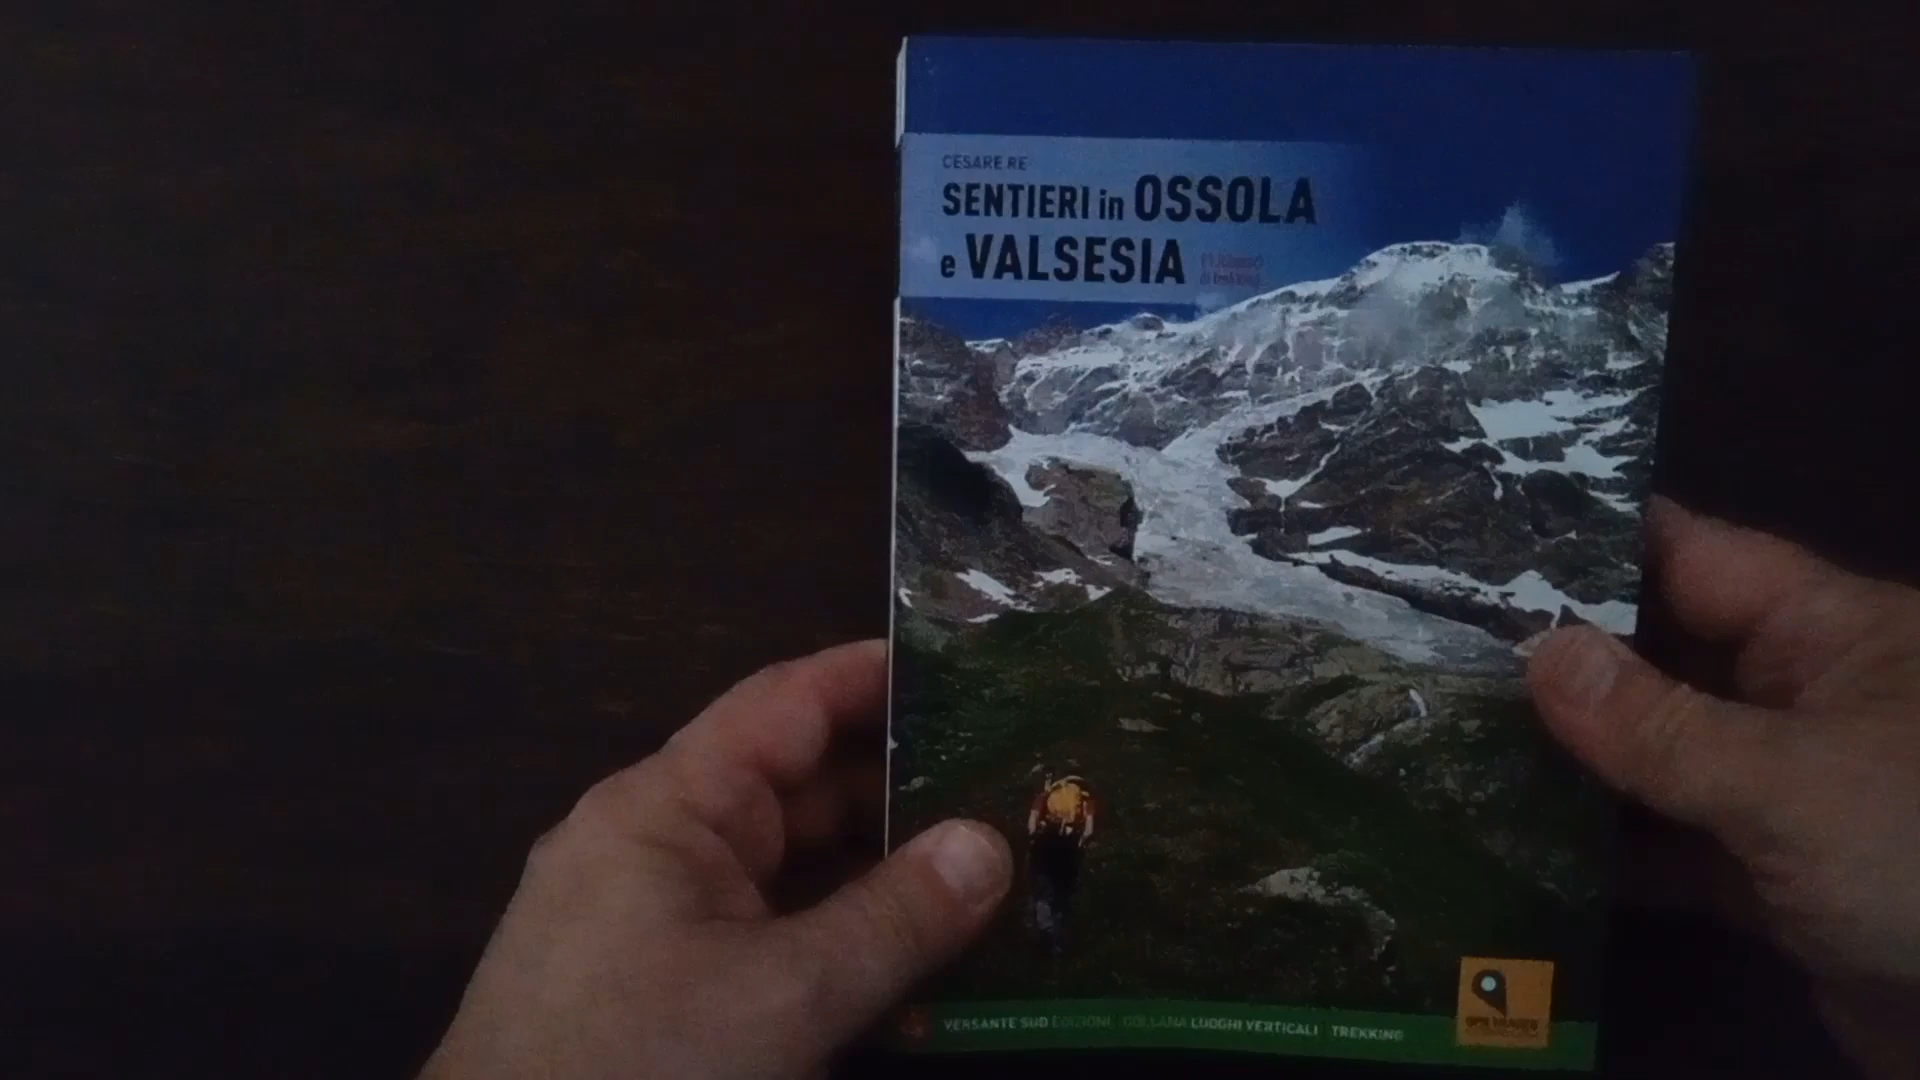 CESARE RE
SENTIERI in OSSOLA
e VALSESIA
VERSANTE SUD EDIZIONI COLLANA LUOGHI VERTICALI TREKKING